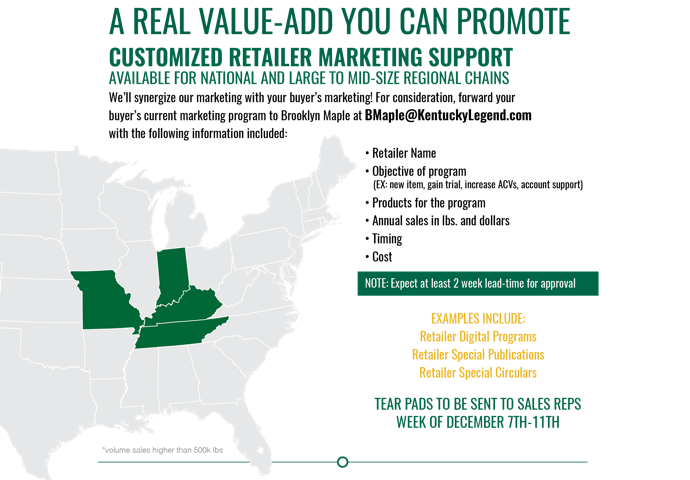 A REAL VALUE-ADD YOU CAN PROMOTE
CUSTOMIZED RETAILER MARKETING SUPPORT
AVAILABLE FOR NATIONAL AND LARGE TO MID-SIZE REGIONAL CHAINS
We'll synergize our marketing with your buyer's marketing! For consideration, forward your
buyer's current marketing program to Brooklyn Maple at BMaple@KentuckyLegend.com
with the following information included:
• Retailer Name
• Objective of program
(EX: new item, gain trial, increase ACVs, account support)
• Products for the program
• Annual sales in lbs. and dollars
• Timing
• Cost
NOTE: Expect at least 2 week lead-time for approval
EXAMPLES INCLUDE:
Retailer Digital Programs
Retailer Special Publications
Retailer Special Circulars
TEAR PADS TO BE SENT TO SALES REPS
WEEK OF DECEMBER 7TH-11TH
*volume sales higher than 500k lbs